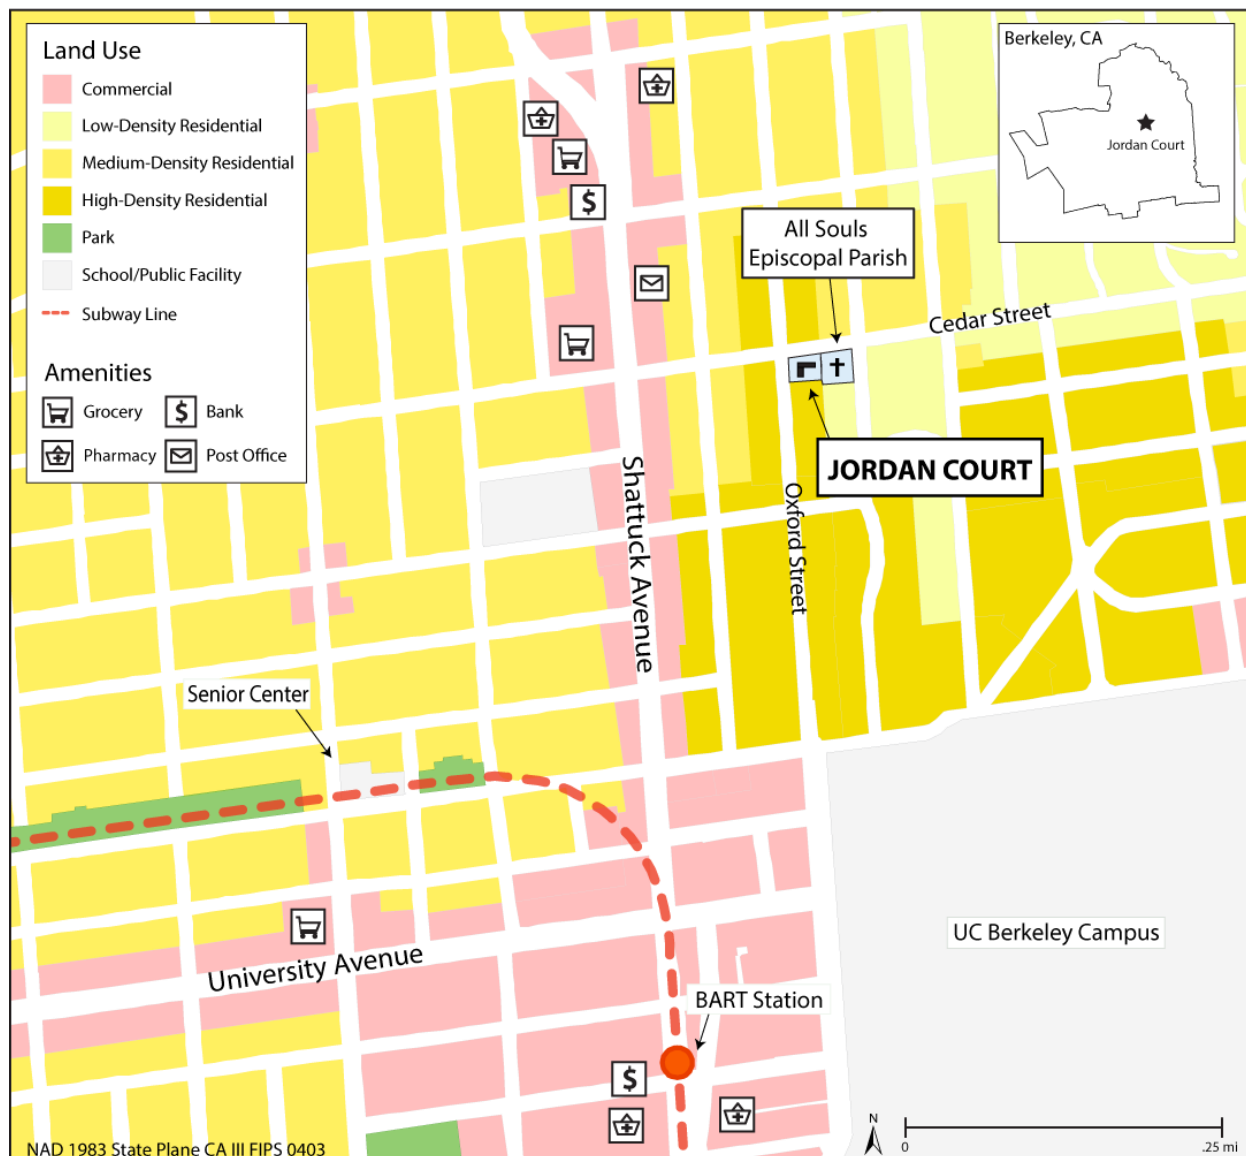 Land Use
Commercial
Low-Density Residential
Medium-Density Residential
High-Density Residential
Park
School/Public Facility
Subway Line
Amenities
Grocery
$ Bank
Pharmacy
Post Office
Berkeley, CA
Jordan Court
$
All Souls
Episcopal Parish
Cedar Street
JORDAN COURT
Shattuck Avenue
Oxford Street
Senior Center
University Avenue
UC Berkeley Campus
BART Station
$
N
0 .25 mi
NAD 1983 State Plane CA III FIPS 0403